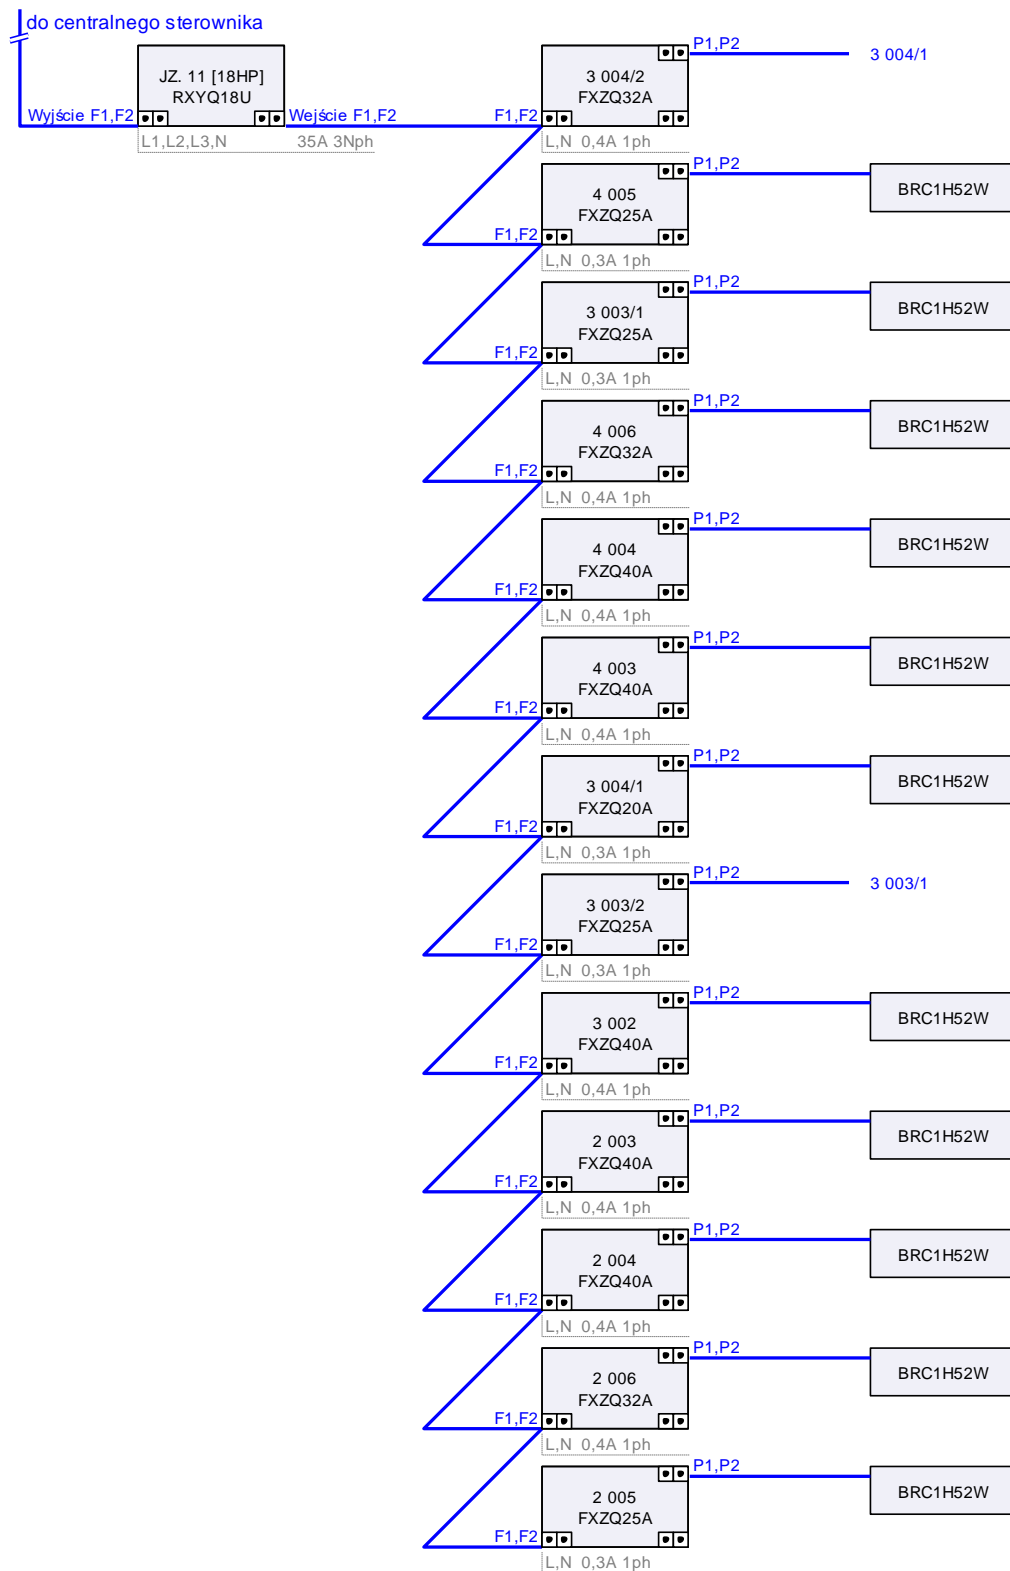 do centralnego sterownika
JZ. 11 [18HP]
RXYQ18U
Wyjście F1,F2
Wejście F1,F2
L1,L2,L3,N 35A 3Nph
P1,P2
3 004/1
3 004/2
FXZQ32A
F1,F2
L,N 0,4A 1ph
P1,P2
4 005
FXZQ25A
BRC1H52W
F1,F2
L,N 0,3A 1ph
P1,P2
3 003/1
FXZQ25A
BRC1H52W
F1,F2
L,N 0,3A 1ph
P1,P2
4 006
FXZQ32A
BRC1H52W
F1,F2
L,N 0,4A 1ph
P1,P2
4 004
FXZQ40A
BRC1H52W
F1,F2
L,N 0,4A 1ph
P1,P2
4 003
FXZQ40A
BRC1H52W
F1,F2
L,N 0,4A 1ph
P1,P2
3 004/1
FXZQ20A
BRC1H52W
F1,F2
L,N 0,3A 1ph
P1,P2
3 003/1
3 003/2
FXZQ25A
F1,F2
L,N 0,3A 1ph
P1,P2
3 002
FXZQ40A
BRC1H52W
F1,F2
L,N 0,4A 1ph
P1,P2
2 003
FXZQ40A
BRC1H52W
F1,F2
L,N 0,4A 1ph
P1,P2
2 004
FXZQ40A
BRC1H52W
F1,F2
L,N 0,4A 1ph
P1,P2
2 006
FXZQ32A
BRC1H52W
F1,F2
L,N 0,4A 1ph
P1,P2
2 005
FXZQ25A
BRC1H52W
F1,F2
L,N 0,3A 1ph